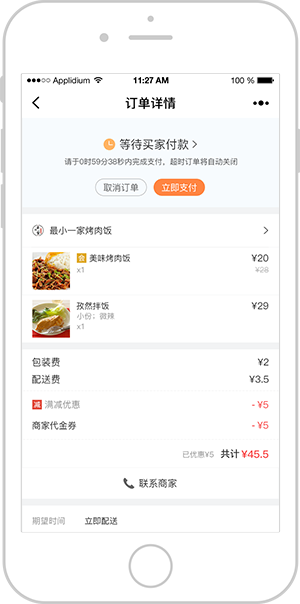 Applidium 11:27 AM 100 %
订单详情
等待买家付款
请于0时59分38秒内完成支付，超时订单将自动关闭
取消订单 立即支付
最小一家烤肉饭
美味烤肉饭 ¥20
x1 ¥28
孜然拌饭 ¥29
小份；微辣
x1
包装费 ¥2
配送费 ¥3.5
减 满减优惠 - ¥5
商家代金券 - ¥5
已优惠¥5 共计 ¥45.5
联系商家
期望时间 立即配送